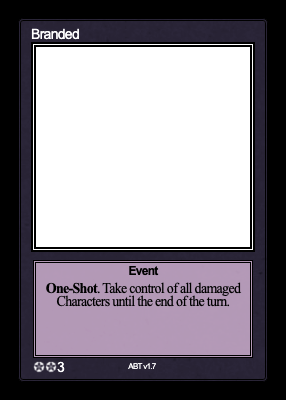 Branded
Event
One-Shot. Take control of all damaged
Characters until the end of the turn.
3
ABT v1.7